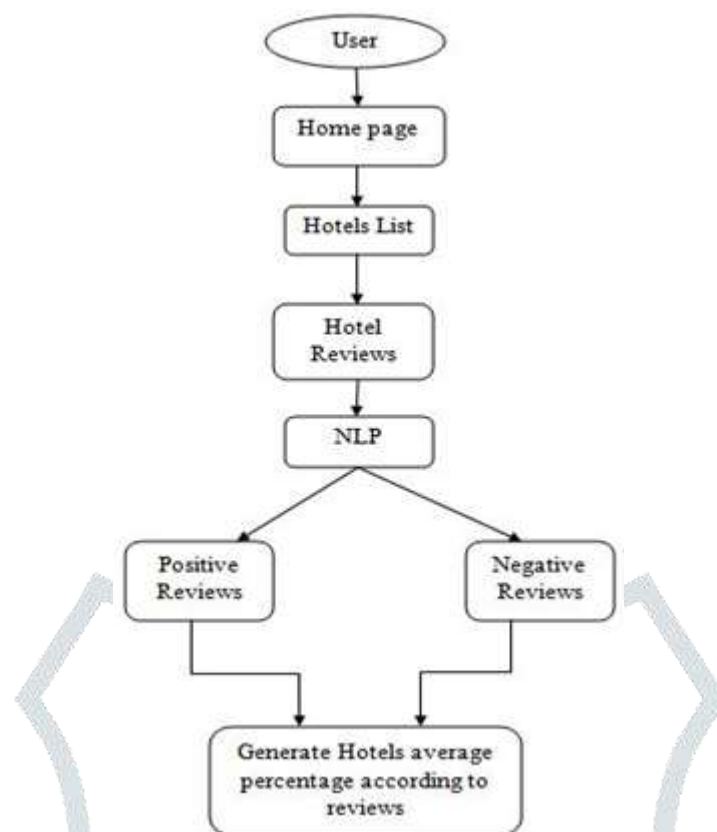 User
Home page
Hotels List
Hotel
Reviews
NLP
Positive
Reviews
Negative
Reviews
Generate Hotels average
percentage according to
reviews